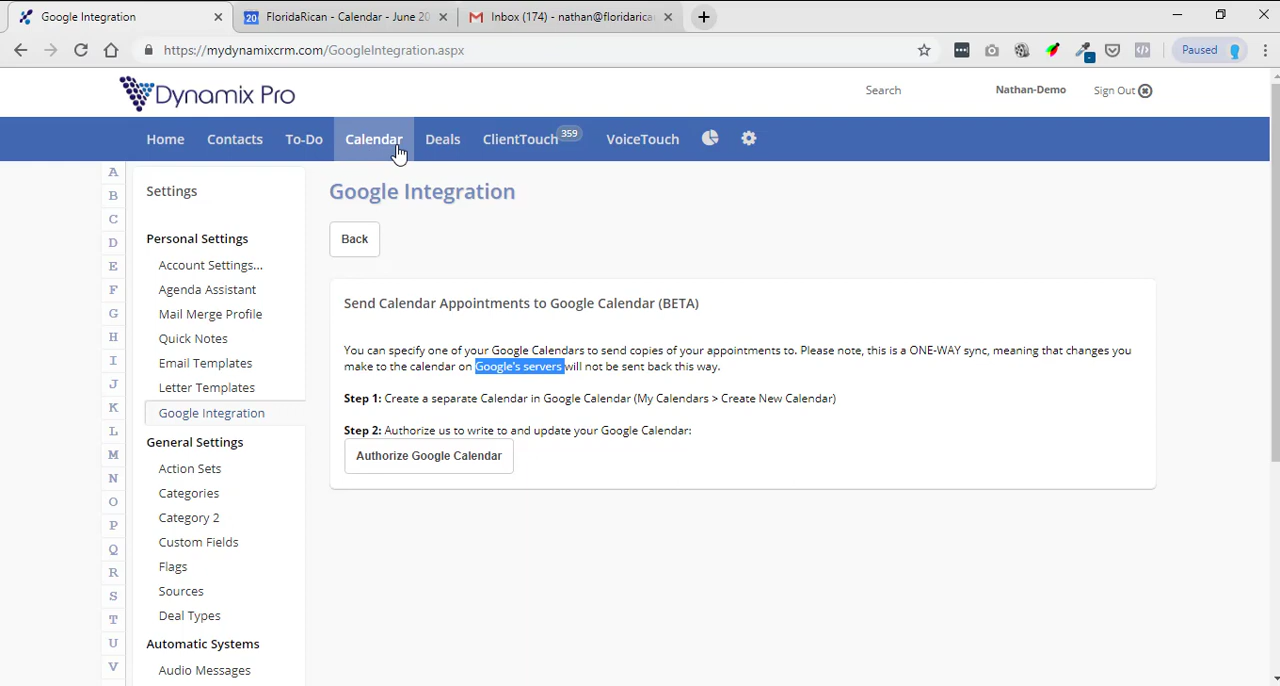 Google Integration
FloridaRican - Calendar - June 20
Inbox (174) - nathan@floridarica
https://mydynamixcrm.com/GoogleIntegration.aspx
Paused
Dynamix Pro
Search
Nathan-Demo
Sign Out
Home
Contacts
To-Do
Calendar
Deals
ClientTouch 359
VoiceTouch
A
B
C
D
E
F
G
H
I
J
K
L
M
N
O
P
Q
R
S
T
U
V
Settings
Personal Settings
Account Settings...
Agenda Assistant
Mail Merge Profile
Quick Notes
Email Templates
Letter Templates
Google Integration
General Settings
Action Sets
Categories
Category 2
Custom Fields
Flags
Sources
Deal Types
Automatic Systems
Audio Messages
Google Integration
Back
Send Calendar Appointments to Google Calendar (BETA)
You can specify one of your Google Calendars to send copies of your appointments to. Please note, this is a ONE-WAY sync, meaning that changes you
make to the calendar on Google's servers will not be sent back this way.
Step 1: Create a separate Calendar in Google Calendar (My Calendars > Create New Calendar)
Step 2: Authorize us to write to and update your Google Calendar:
Authorize Google Calendar